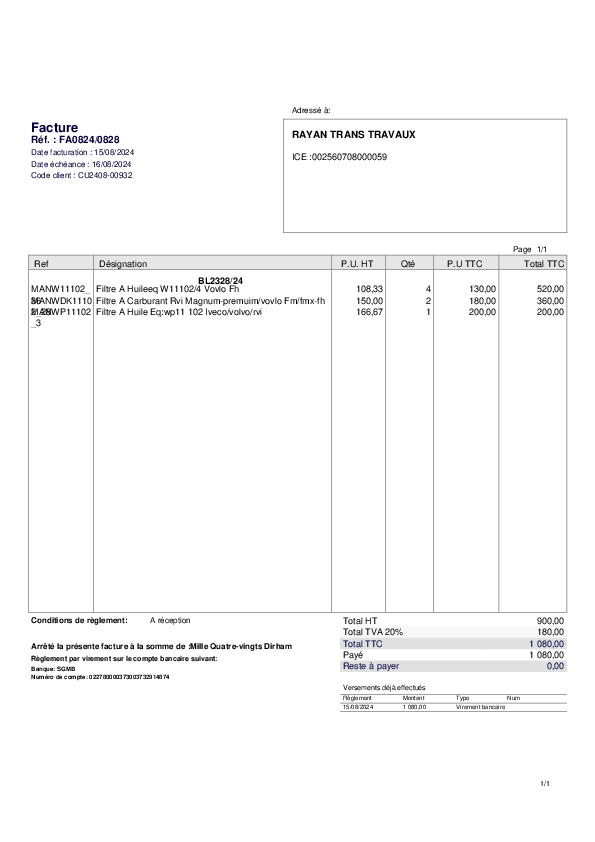 Adressé à:
Facture
Réf. : FA0824/0828
Date facturation : 15/08/2024
Date échéance : 16/08/2024
Code client : CU2408-00932
RAYAN TRANS TRAVAUX
ICE :002560708000059
Page 1/1
Ref Désignation P.U. HT Qté P.U TTC Total TTC
BL2328/24
MANW11102_ Filtre A Huileeq W11102/4 Vovlo Fh 108,33 4 130,00 520,00
MANWDK1110 Filtre A Carburant Rvi Magnum-premuim/vovlo Fm/fmx-fh 150,00 2 180,00 360,00
MANWP11102 Filtre A Huile Eq:wp11 102 Iveco/volvo/rvi 166,67 1 200,00 200,00
_3
Conditions de règlement: A réception
Total HT 900,00
Total TVA 20% 180,00
Total TTC 1 080,00
Payé 1 080,00
Reste à payer 0,00
Arrêté la présente facture à la somme de :Mille Quatre-vingts Dirham
Règlement par virement sur le compte bancaire suivant:
Banque: SGMB
Numéro de compte: 022780000373003732914874
Versements déjà effectués
Règlement Montant Type Num
15/08/2024 1 080,00 Virement bancaire
1/1